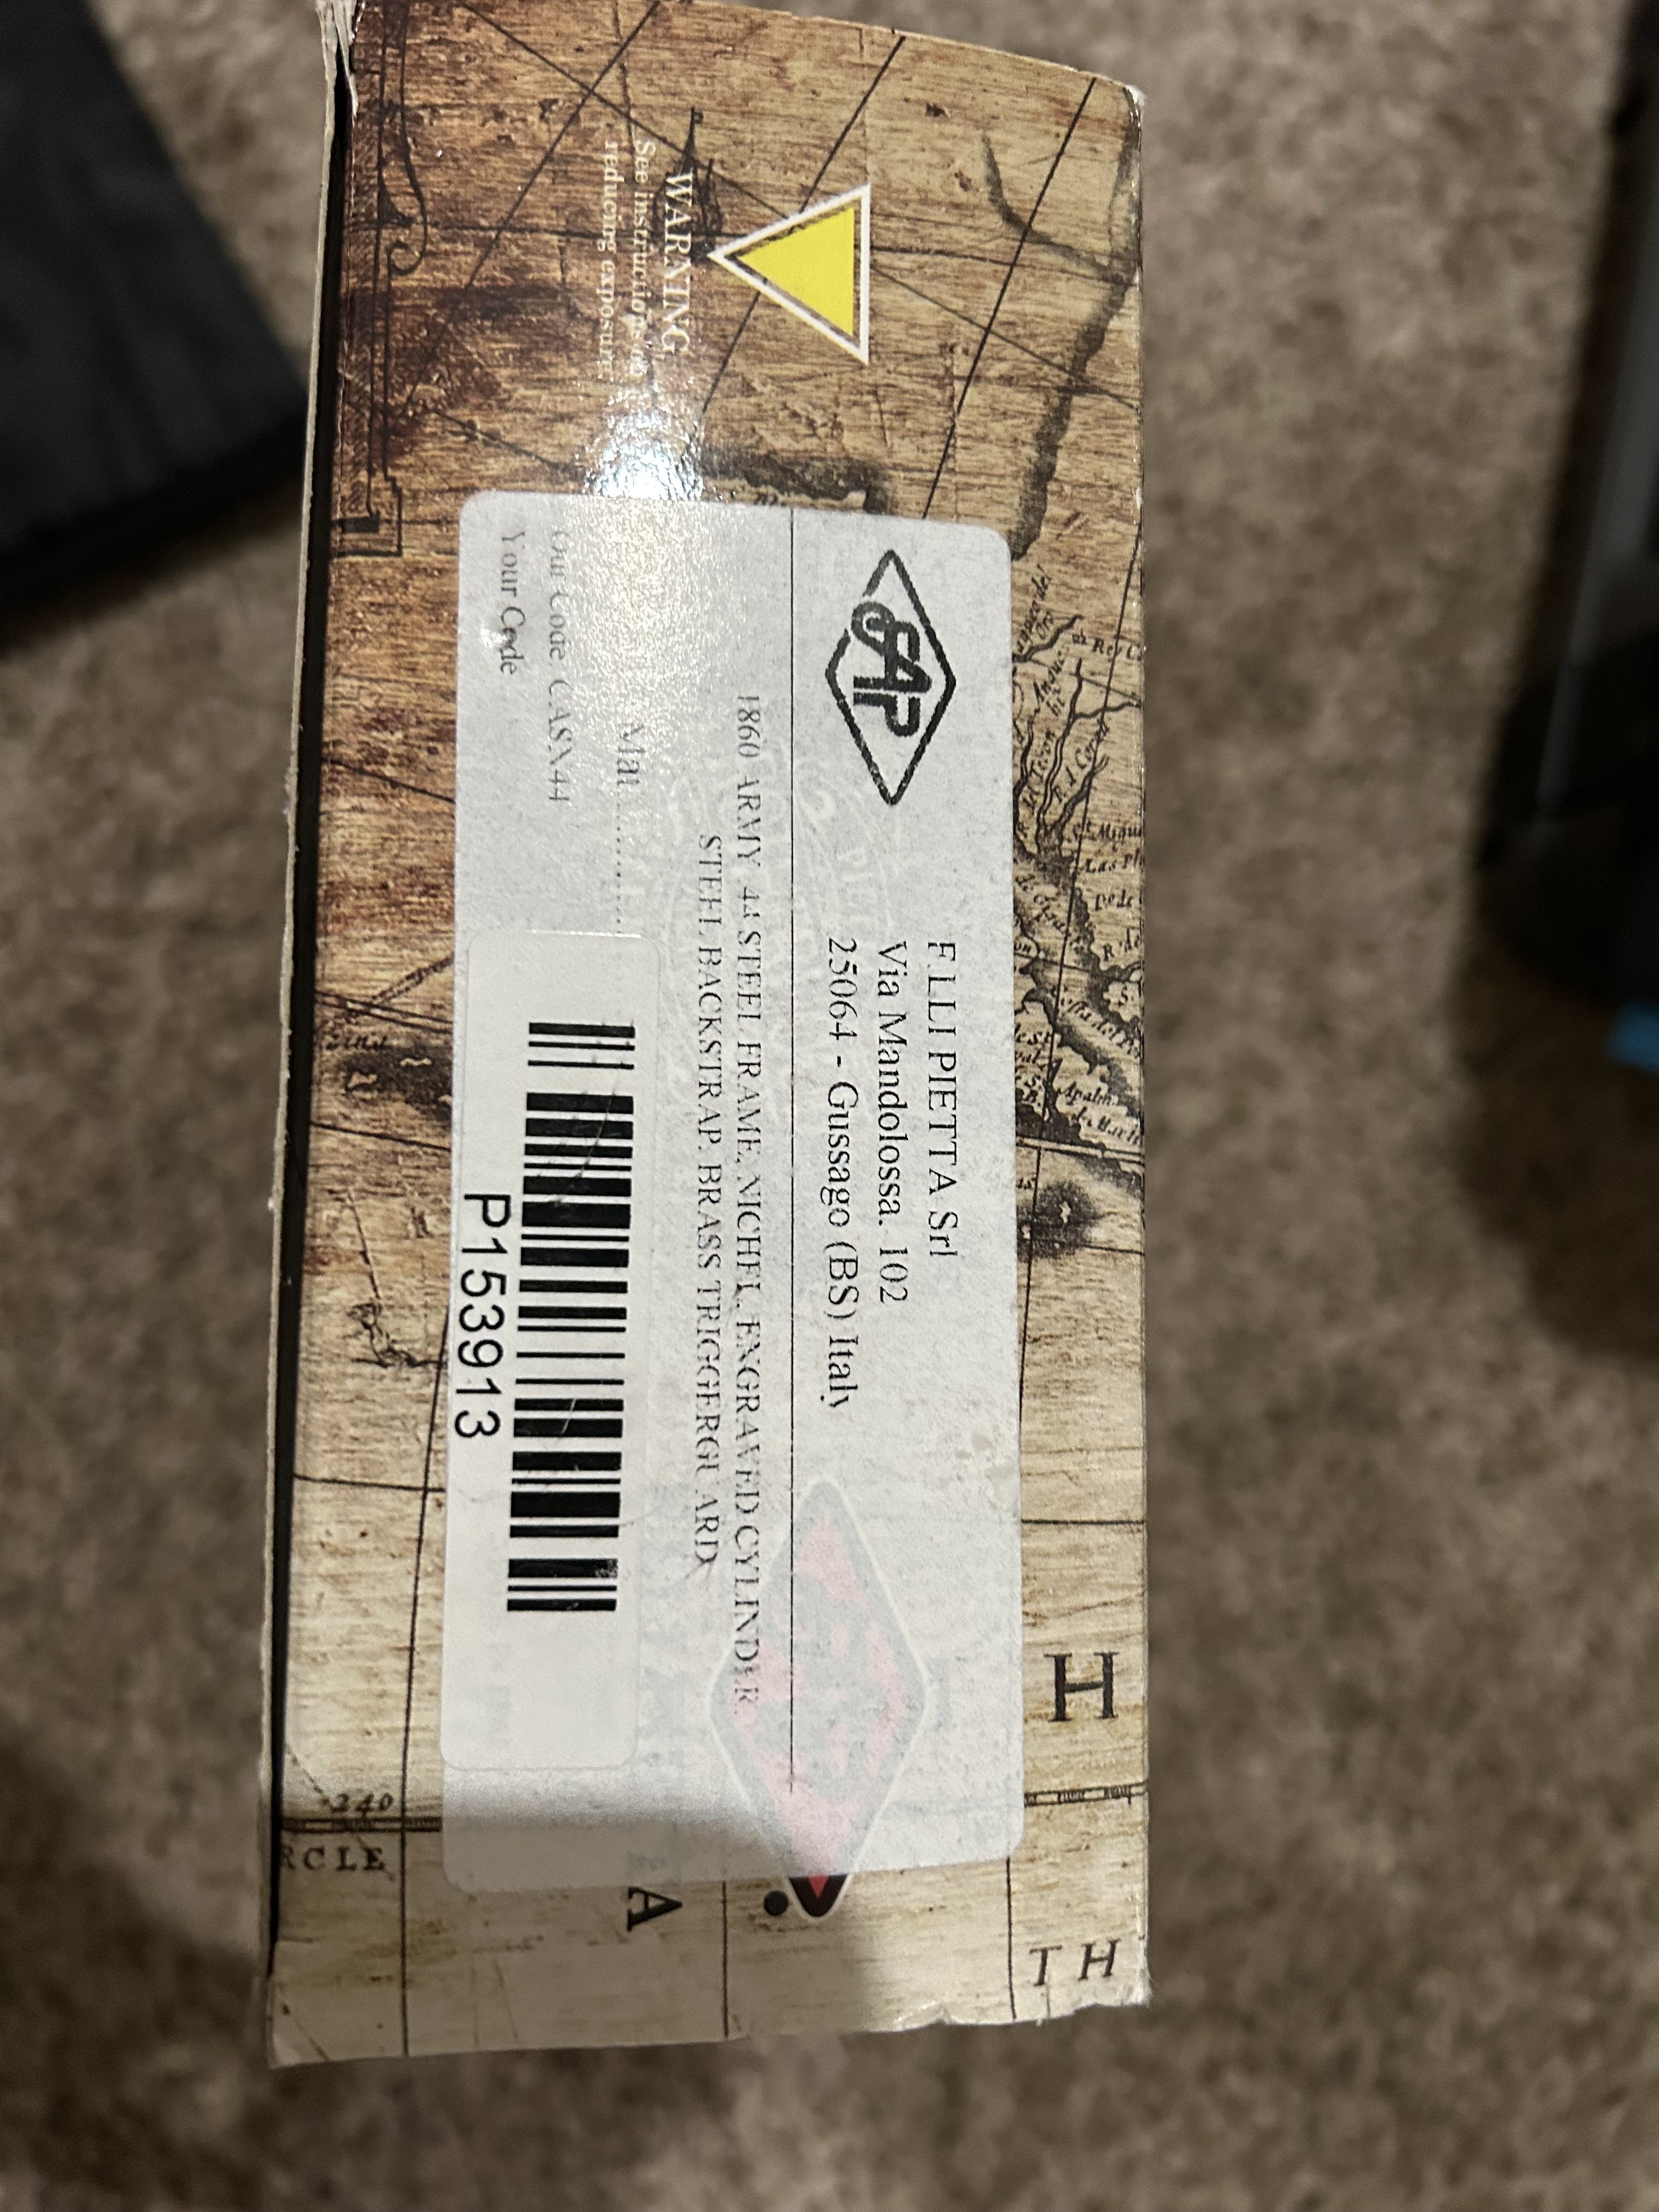 WARNING
See instructions on
reducing exposure
F.LLI PIETTA Srl
Via Mandolossa. 102
25064 - Gussago (BS) Italy
1860 ARMY 44 STEEL FRAME, NICHEL, ENGRAVED CYLINDER
STEEL BACKSTRAP, BRASS TRIGGERGUARD
Mat
Our Code CASN44
Your Code
P153913
H
T H
A
240
RCLE